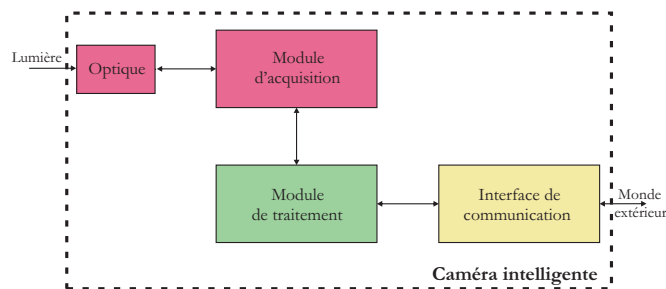 Lumière
Optique
Module
d'acquisition
Module
de traitement
Interface de
communication
Monde
extérieur
Caméra intelligente